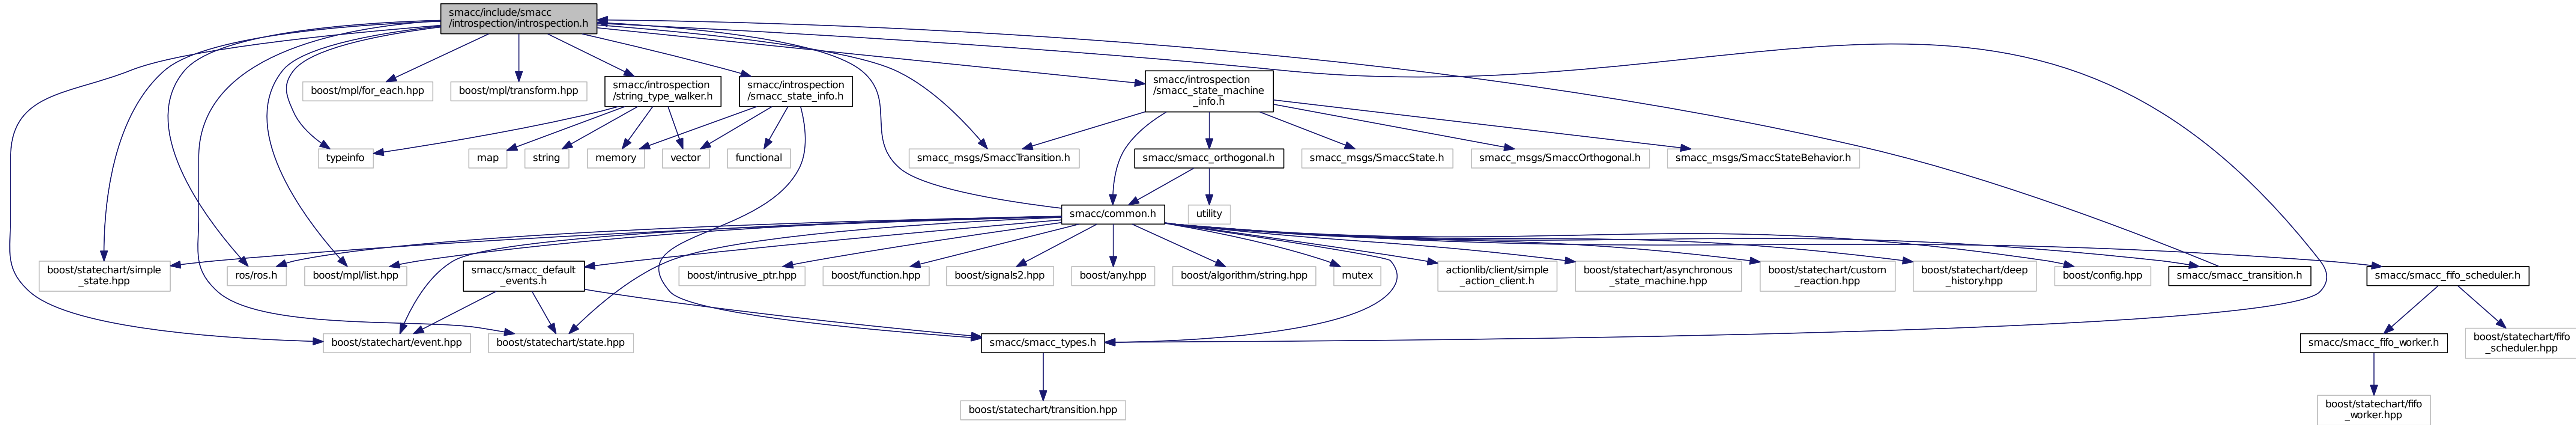 smacc/include/smacc
/introspection/introspection.h
boost/mpl/for_each.hpp
boost/mpl/transform.hpp
smacc/introspection
/string_type_walker.h
smacc/introspection
/smacc_state_info.h
smacc/introspection
/smacc_state_machine
_info.h
typeinfo
map
string
memory
vector
functional
smacc_msgs/SmaccTransition.h
smacc/smacc_orthogonal.h
smacc_msgs/SmaccState.h
smacc_msgs/SmaccOrthogonal.h
smacc_msgs/SmaccStateBehavior.h
smacc/common.h
utility
boost/statechart/simple
_state.hpp
ros/ros.h
boost/mpl/list.hpp
smacc/smacc_default
_events.h
boost/intrusive_ptr.hpp
boost/function.hpp
boost/signals2.hpp
boost/any.hpp
boost/algorithm/string.hpp
mutex
actionlib/client/simple
_action_client.h
boost/statechart/asynchronous
_state_machine.hpp
boost/statechart/custom
_reaction.hpp
boost/statechart/deep
_history.hpp
boost/config.hpp
smacc/smacc_transition.h
smacc/smacc_fifo_scheduler.h
boost/statechart/event.hpp
boost/statechart/state.hpp
smacc/smacc_types.h
smacc/smacc_fifo_worker.h
boost/statechart/fifo
_scheduler.hpp
boost/statechart/transition.hpp
boost/statechart/fifo
_worker.hpp